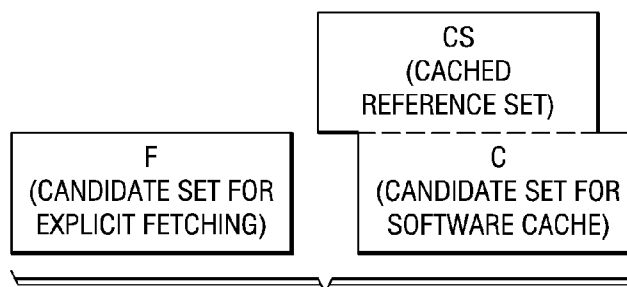 CS
(CACHED
REFERENCE SET)
F
(CANDIDATE SET FOR
EXPLICIT FETCHING)
C
(CANDIDATE SET FOR
SOFTWARE CACHE)